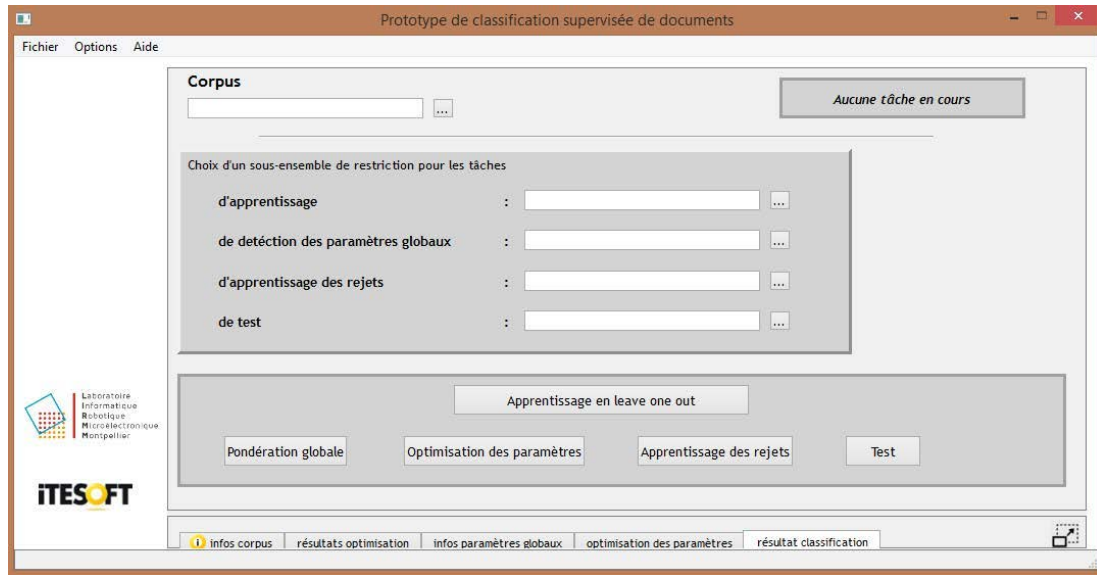 Prototype de classification supervisée de documents
Fichier Options Aide
Corpus
...
Aucune tâche en cours
Choix d'un sous-ensemble de restriction pour les tâches
d'apprentissage : ...
de detéction des paramètres globaux : ...
d'apprentissage des rejets : ...
de test : ...
Apprentissage en leave one out
Pondération globale Optimisation des paramètres Apprentissage des rejets Test
Laboratoire
Informatique
Robotique
Microélectronique
Montpellier
iTESOFT
infos corpus résultats optimisation infos paramètres globaux optimisation des paramètres résultat classification